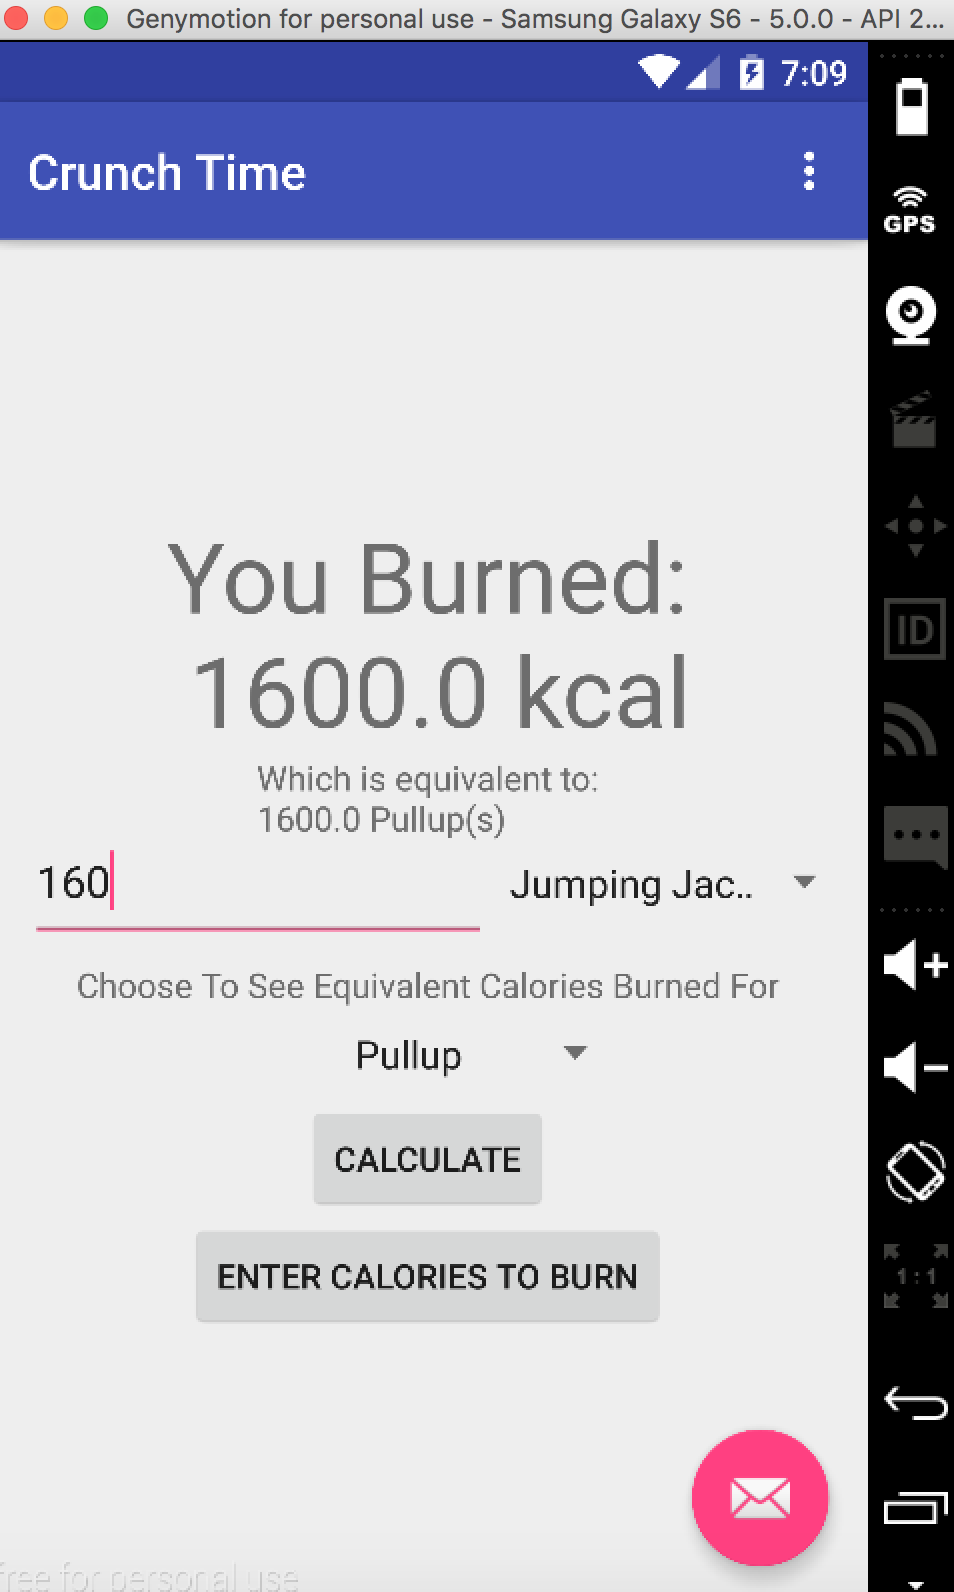 Genymotion for personal use - Samsung Galaxy S6 - 5.0.0 - API 2...
7:09
Crunch Time
GPS
You Burned:
1600.0 kcal
Which is equivalent to:
1600.0 Pullup(s)
160
Jumping Jac..
ID
Choose To See Equivalent Calories Burned For
Pullup
CALCULATE
ENTER CALORIES TO BURN
1:1
free for personal use